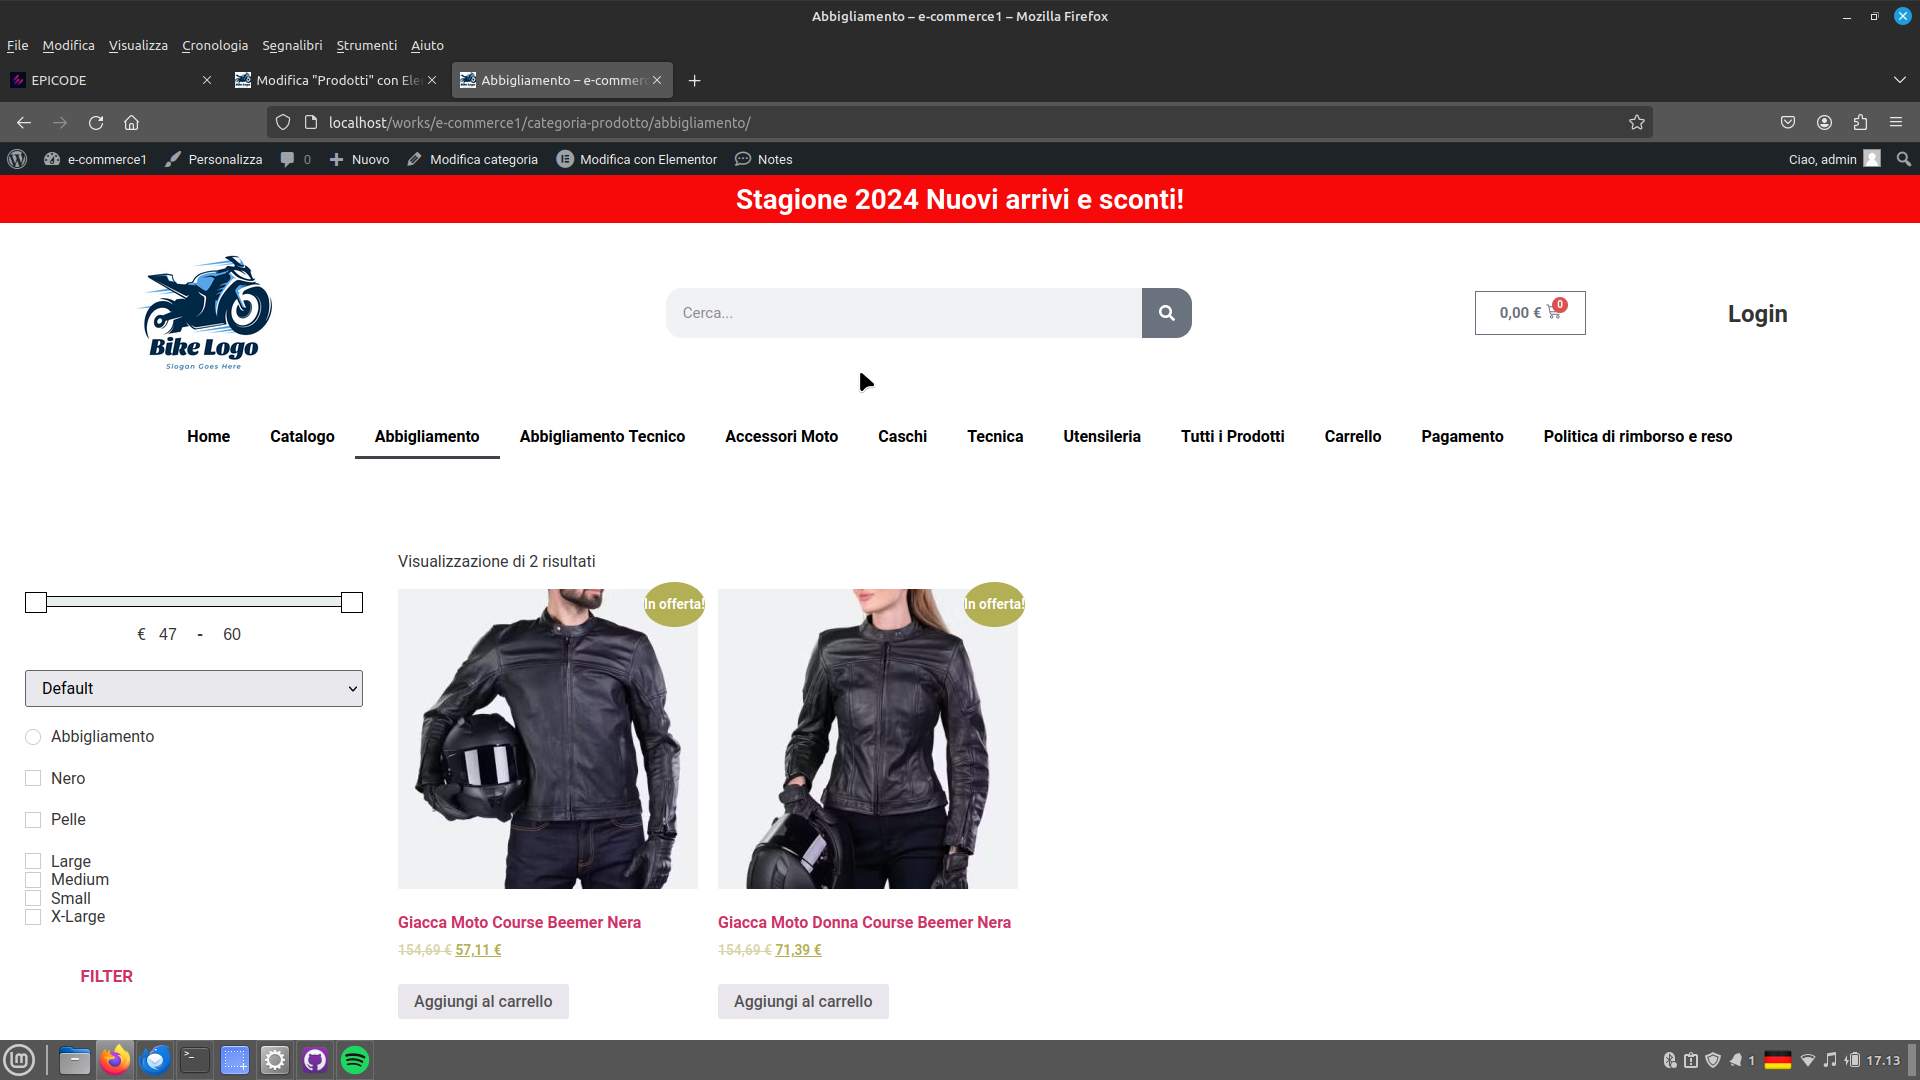 Abbigliamento – e-commerce1 – Mozilla Firefox
File Modifica Visualizza Cronologia Segnalibri Strumenti Aiuto
EPICODE
Modifica "Prodotti" con Ele
Abbigliamento – e-commer
localhost/works/e-commerce1/categoria-prodotto/abbigliamento/
e-commerce1 Personalizza 0 Nuovo Modifica categoria Modifica con Elementor Notes Ciao, admin
Stagione 2024 Nuovi arrivi e sconti!
Bike Logo
Slogan Goes Here
Cerca...
0,00 € 0
Login
Home Catalogo Abbigliamento Abbigliamento Tecnico Accessori Moto Caschi Tecnica Utensileria Tutti i Prodotti Carrello Pagamento Politica di rimborso e reso
Visualizzazione di 2 risultati
€ 47 - 60
Default
Abbigliamento
Nero
Pelle
Large
Medium
Small
X-Large
FILTER
In offerta!
Giacca Moto Course Beemer Nera
154,69 € 57,11 €
Aggiungi al carrello
In offerta!
Giacca Moto Donna Course Beemer Nera
154,69 € 71,39 €
Aggiungi al carrello
1 17.13